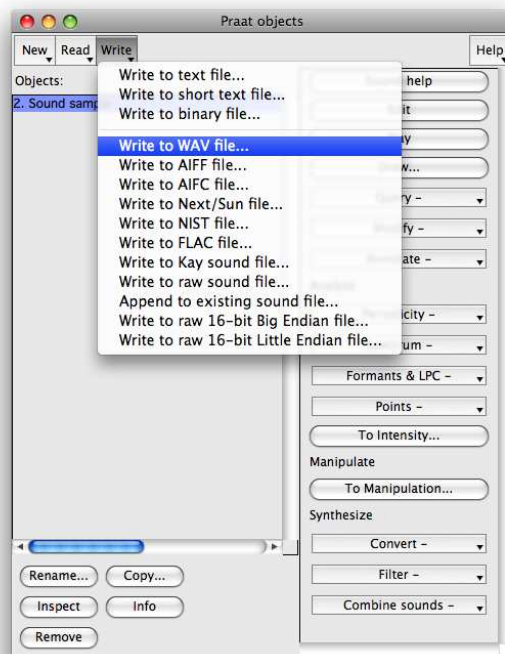 Praat objects
New Read Write Help
Objects:
2. Sound samp
Write to text file...
Write to short text file...
Write to binary file...
Write to WAV file...
Write to AIFF file...
Write to AIFC file...
Write to Next/Sun file...
Write to NIST file...
Write to FLAC file...
Write to Kay sound file...
Write to raw sound file...
Append to existing sound file...
Write to raw 16-bit Big Endian file...
Write to raw 16-bit Little Endian file...
help
Formants & LPC -
Points -
To Intensity...
Manipulate
To Manipulation...
Synthesize
Convert -
Filter -
Combine sounds -
Rename... Copy...
Inspect Info
Remove